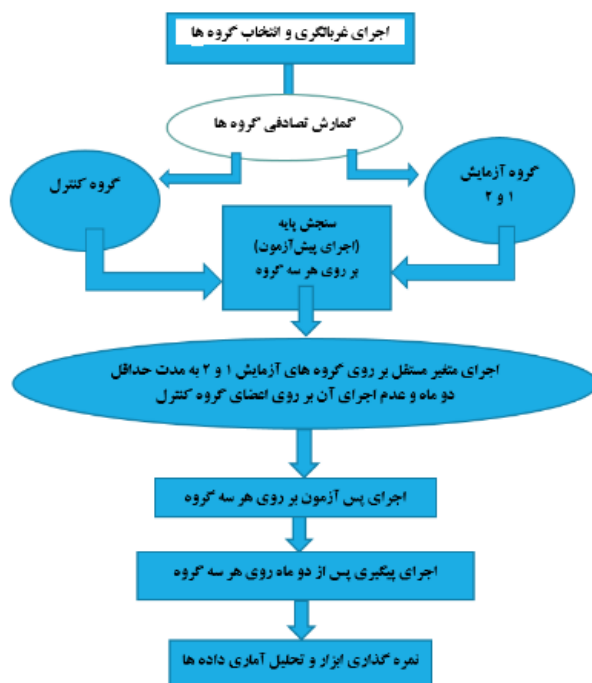 اجرای غربالگری و انتخاب گروه ها
گمارش تصادفی گروه ها
گروه آزمایش
۱ و ۲
گروه کنترل
سنجش پایه
(اجرای پیش‌آزمون)
بر روی هر سه گروه
اجرای متغیر مستقل بر روی گروه های آزمایش ۱ و ۲ به مدت حداقل
دو ماه و عدم اجرای آن بر روی اعضای گروه کنترل
اجرای پس آزمون بر روی هر سه گروه
اجرای پیگیری پس از دو ماه روی هر سه گروه
نمره گذاری ابزار و تحلیل آماری داده ها